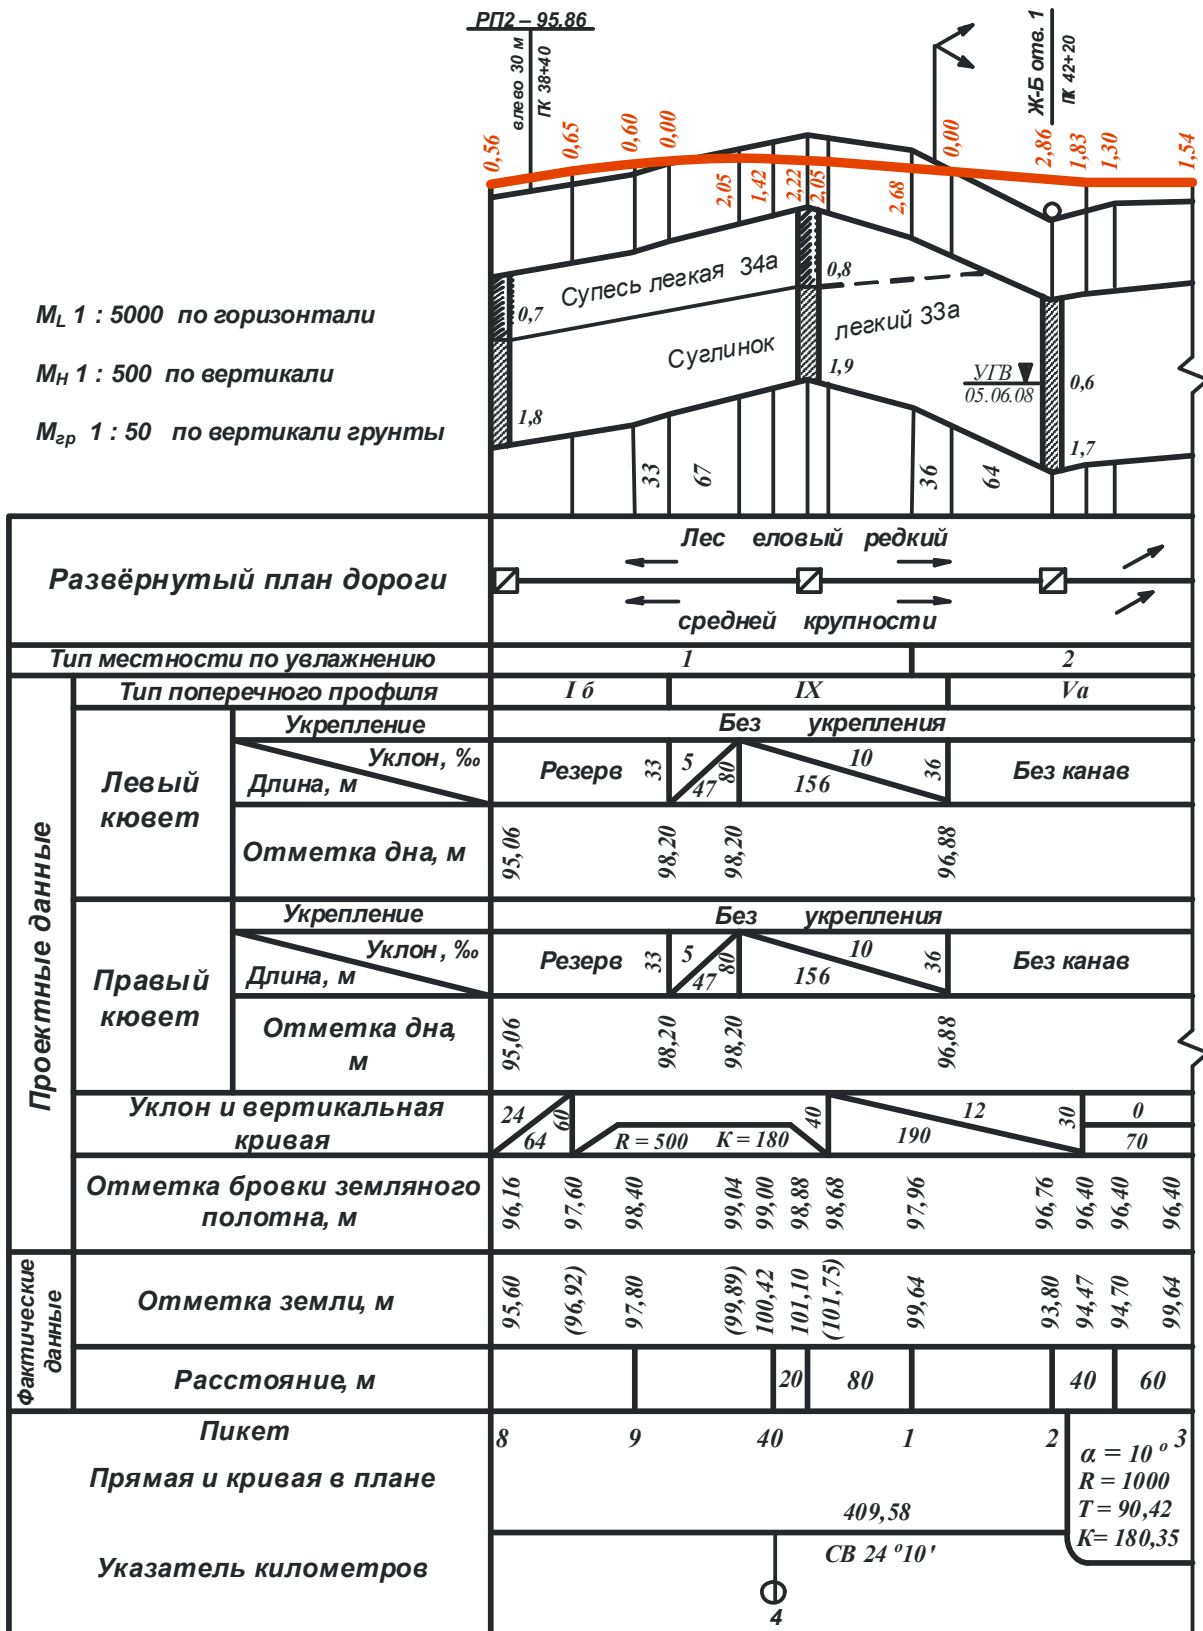 РП2 – 95.86
влево 30 м
ПК 38+40
Ж-Б отв. 1
ПК 42+20
0,56
0,65
0,60
0,00
2,05
1,42
2,22
2,05
2,68
0,00
2,86
1,83
1,30
1,54
M_L 1 : 5000 по горизонтали
M_H 1 : 500 по вертикали
М_гр 1 : 50 по вертикали грунты
0,7
1,8
Супесь легкая 34а
0,8
Суглинок легкий 33а
1,9
УГВ
05.06.08
0,6
1,7
33
67
36
64
Развёрнутый план дороги
Лес еловый редкий
средней крупности
Тип местности по увлажнению
1
2
Проектные данные
Тип поперечного профиля
I б
IX
Va
Левый кювет
Укрепление
Без укрепления
Уклон, ‰
Длина, м
Резерв
33
5
47
80
10
156
36
Без канав
Отметка дна, м
95,06
98,20
98,20
96,88
Правый кювет
Укрепление
Без укрепления
Уклон, ‰
Длина, м
Резерв
33
5
47
80
10
156
36
Без канав
Отметка дна,
м
95,06
98,20
98,20
96,88
Уклон и вертикальная
кривая
24
64
60
R = 500 K = 180
40
12
190
30
0
70
Отметка бровки земляного
полотна, м
96,16
97,60
98,40
99,04
99,00
98,88
98,68
97,96
96,76
96,40
96,40
96,40
Фактические данные
Отметка земли, м
95,60
(96,92)
97,80
(99,89)
100,42
101,10
(101,75)
99,64
93,80
94,47
94,70
99,64
Расстояние, м
20
80
40
60
Пикет
8
9
40
1
2
3
Прямая и кривая в плане
409,58
СВ 24 º10'
α = 10 º
R = 1000
T = 90,42
K= 180,35
Указатель километров
4